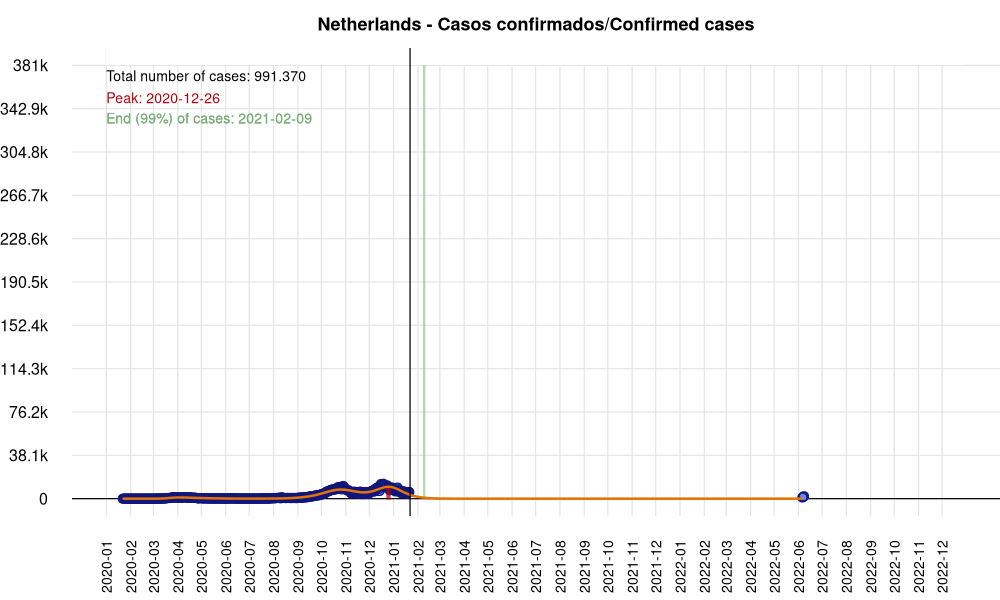 Netherlands - Casos confirmados/Confirmed cases
381k
342.9k
304.8k
266.7k
228.6k
190.5k
152.4k
114.3k
76.2k
38.1k
0
Total number of cases: 991.370
Peak: 2020-12-26
End (99%) of cases: 2021-02-09
2020-01
2020-02
2020-03
2020-04
2020-05
2020-06
2020-07
2020-08
2020-09
2020-10
2020-11
2020-12
2021-01
2021-02
2021-03
2021-04
2021-05
2021-06
2021-07
2021-08
2021-09
2021-10
2021-11
2021-12
2022-01
2022-02
2022-03
2022-04
2022-05
2022-06
2022-07
2022-08
2022-09
2022-10
2022-11
2022-12